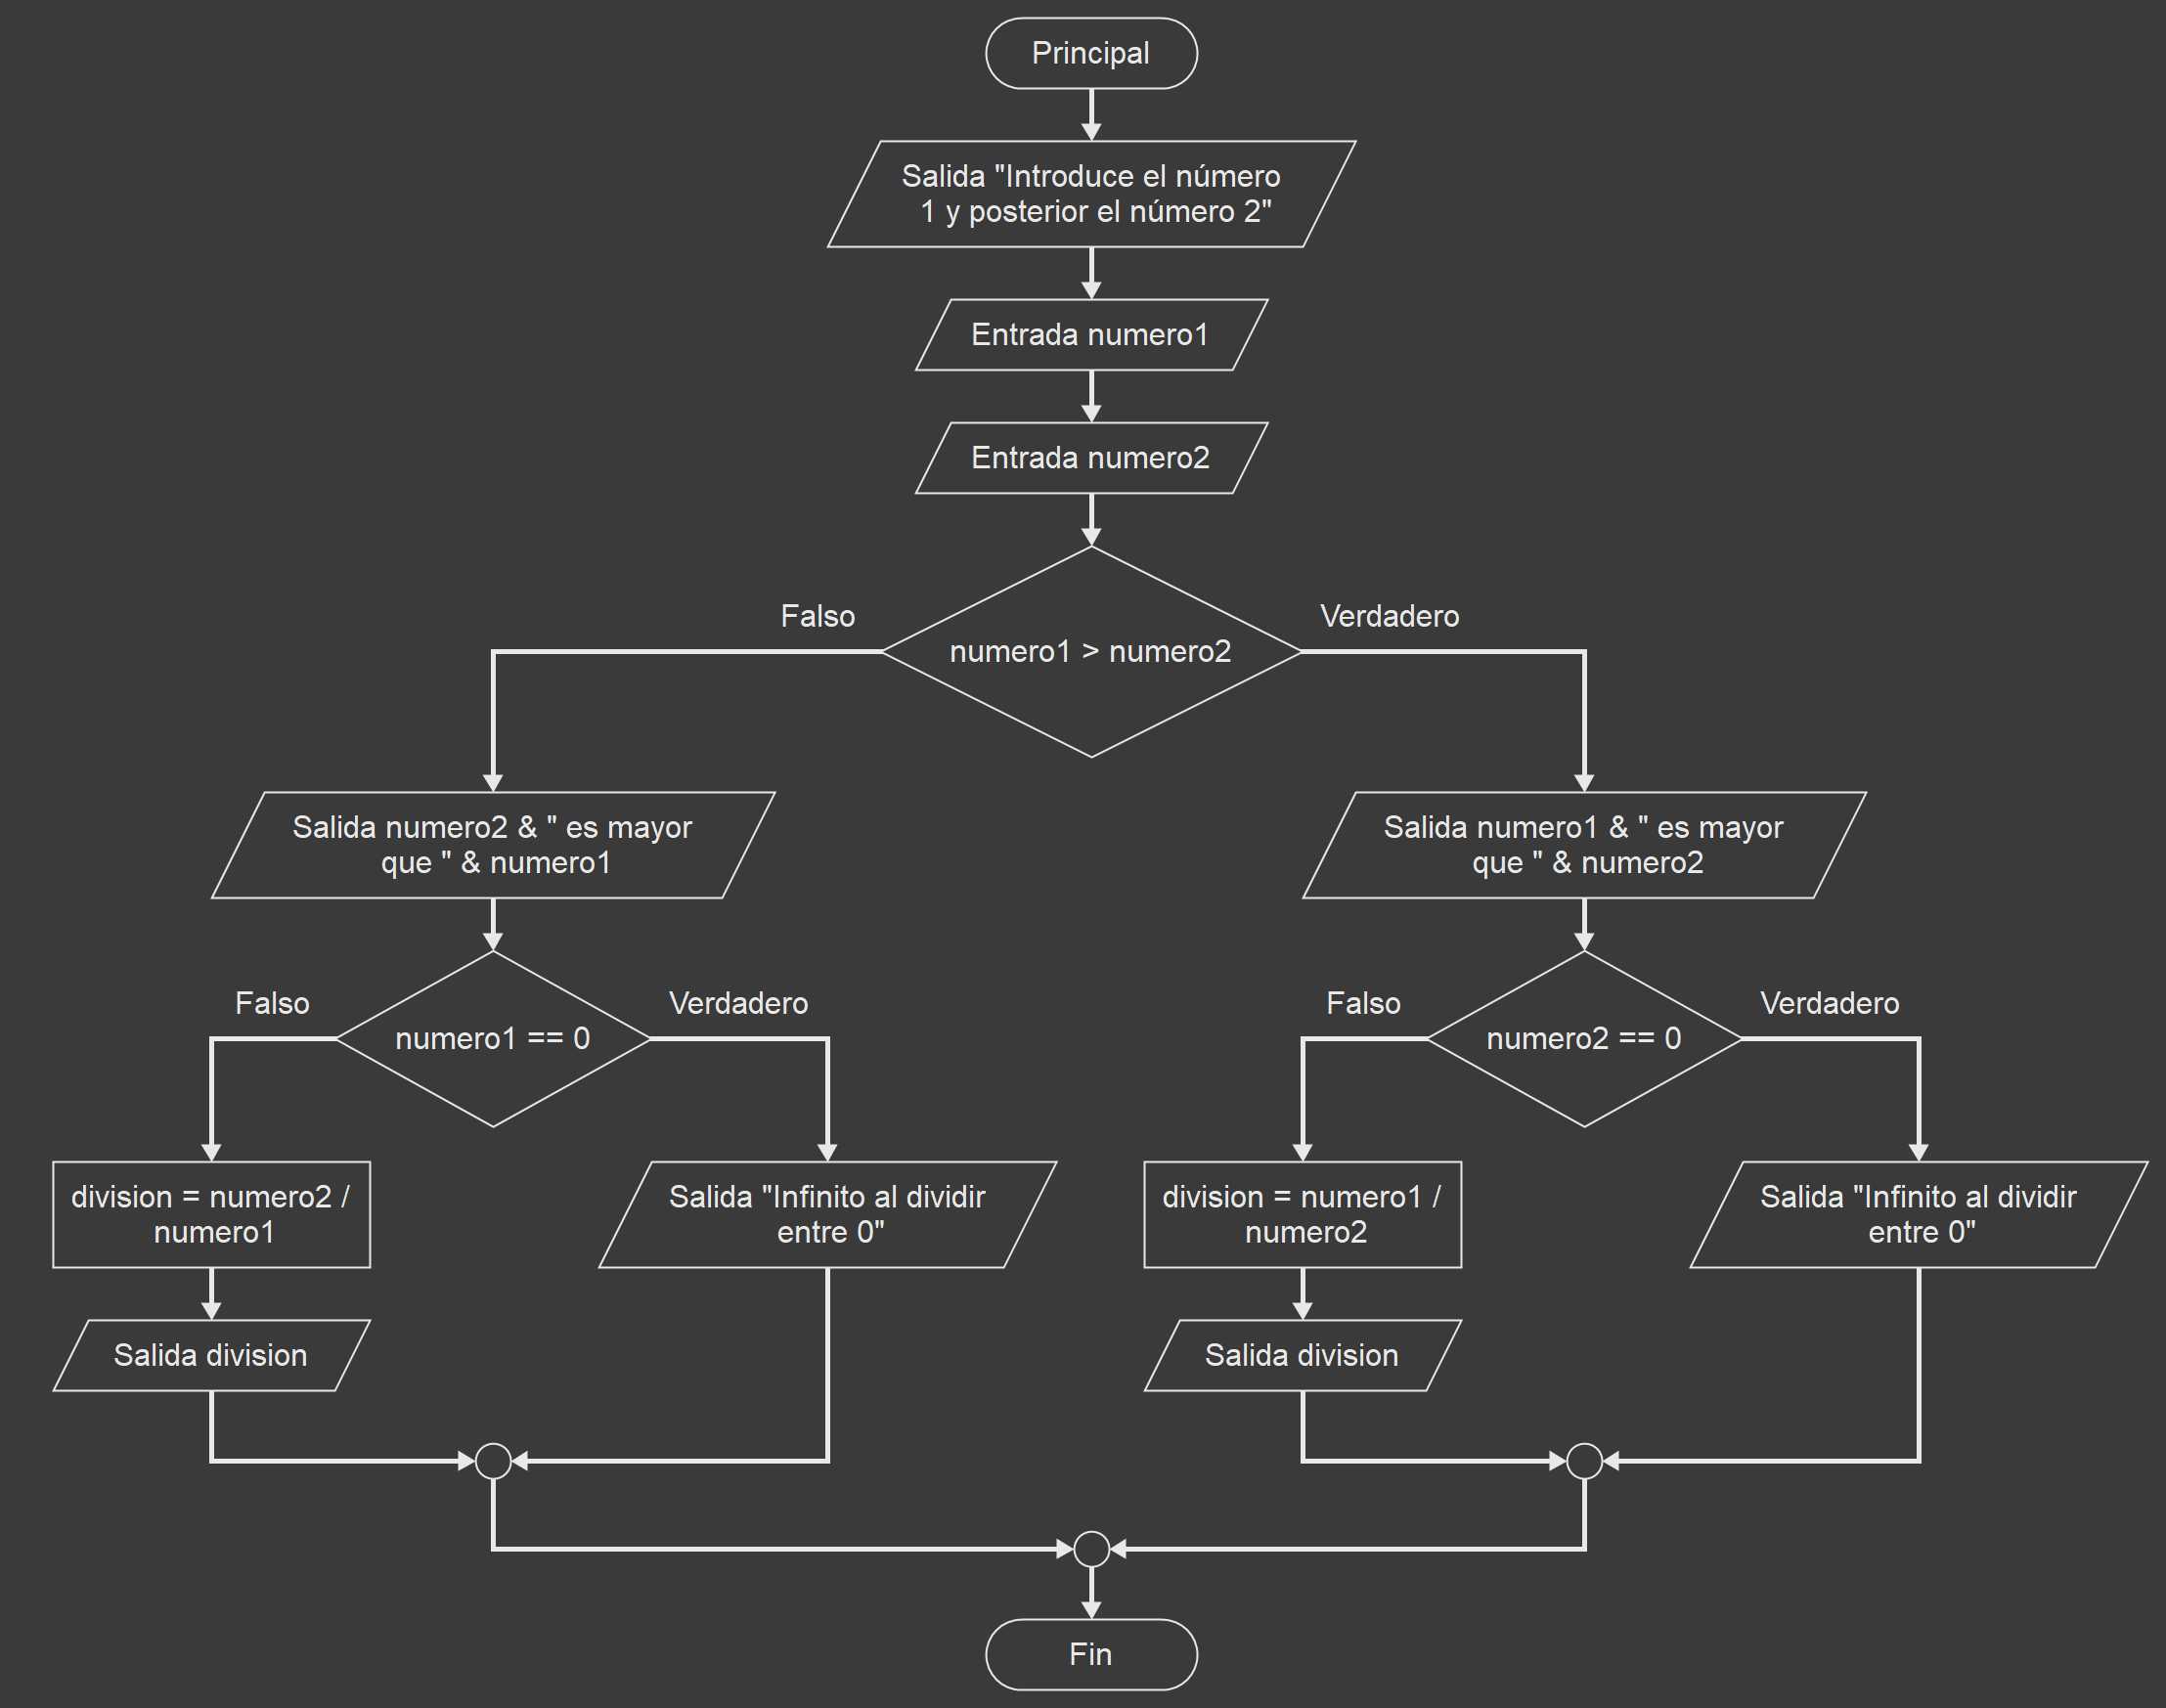 Principal
Salida "Introduce el número
1 y posterior el número 2"
Entrada numero1
Entrada numero2
Falso
Verdadero
numero1 > numero2
Salida numero2 & " es mayor
que " & numero1
Salida numero1 & " es mayor
que " & numero2
Falso
Verdadero
Falso
Verdadero
numero1 == 0
numero2 == 0
division = numero2 /
numero1
Salida "Infinito al dividir
entre 0"
division = numero1 /
numero2
Salida "Infinito al dividir
entre 0"
Salida division
Salida division
Fin